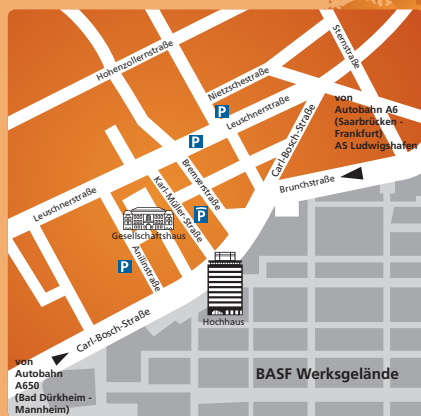 Hohenzollernstraße
Nietzschestraße
Sternstraße
Leuschnerstraße
von
Autobahn A6
(Saarbrücken -
Frankfurt)
AS Ludwigshafen
P
P
Carl-Bosch-Straße
Bremserstraße
Brunchstraße
Karl-Müller-Straße
Leuschnerstraße
P
Gesellschaftshaus
Anilinstraße
P
Hochhaus
Carl-Bosch-Straße
von
Autobahn
A650
(Bad Dürkheim -
Mannheim)
BASF Werksgelände